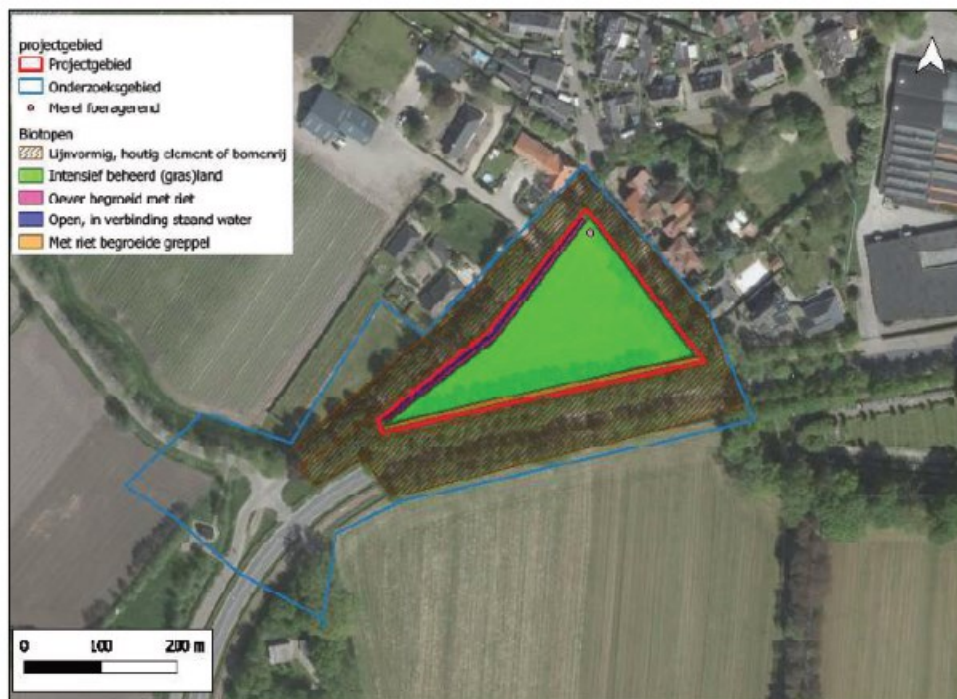 projectgebied
Projectgebied
Onderzoeksgebied
Merel foeragerend
Biotopen
Lijnvormig, houtig element of bomenrij
Intensief beheerd (gras)land
Oever begroeid met riet
Open, in verbinding staand water
Met riet begroeide greppel
0 100 200 m